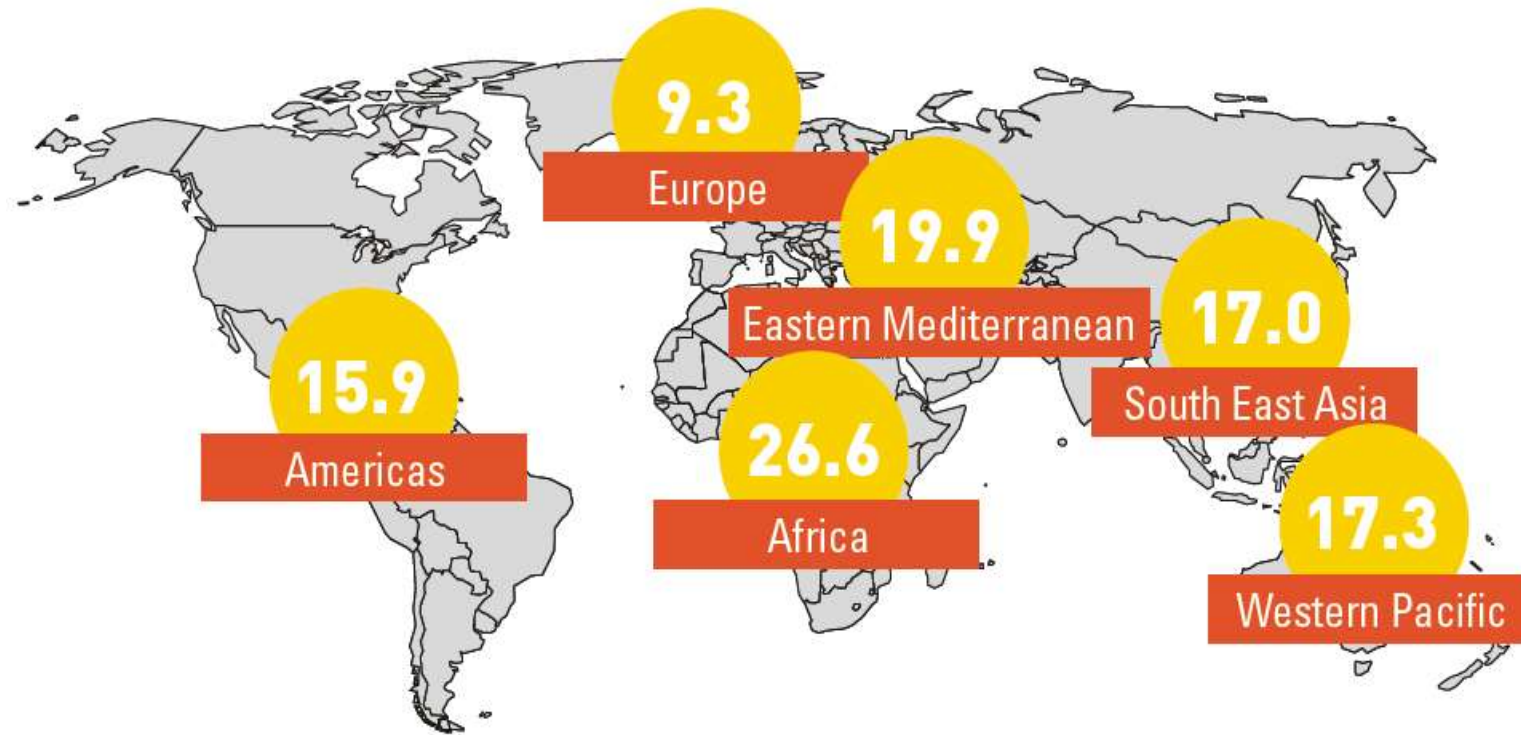 9.3
Europe
19.9
Eastern Mediterranean
17.0
South East Asia
15.9
Americas
26.6
Africa
17.3
Western Pacific